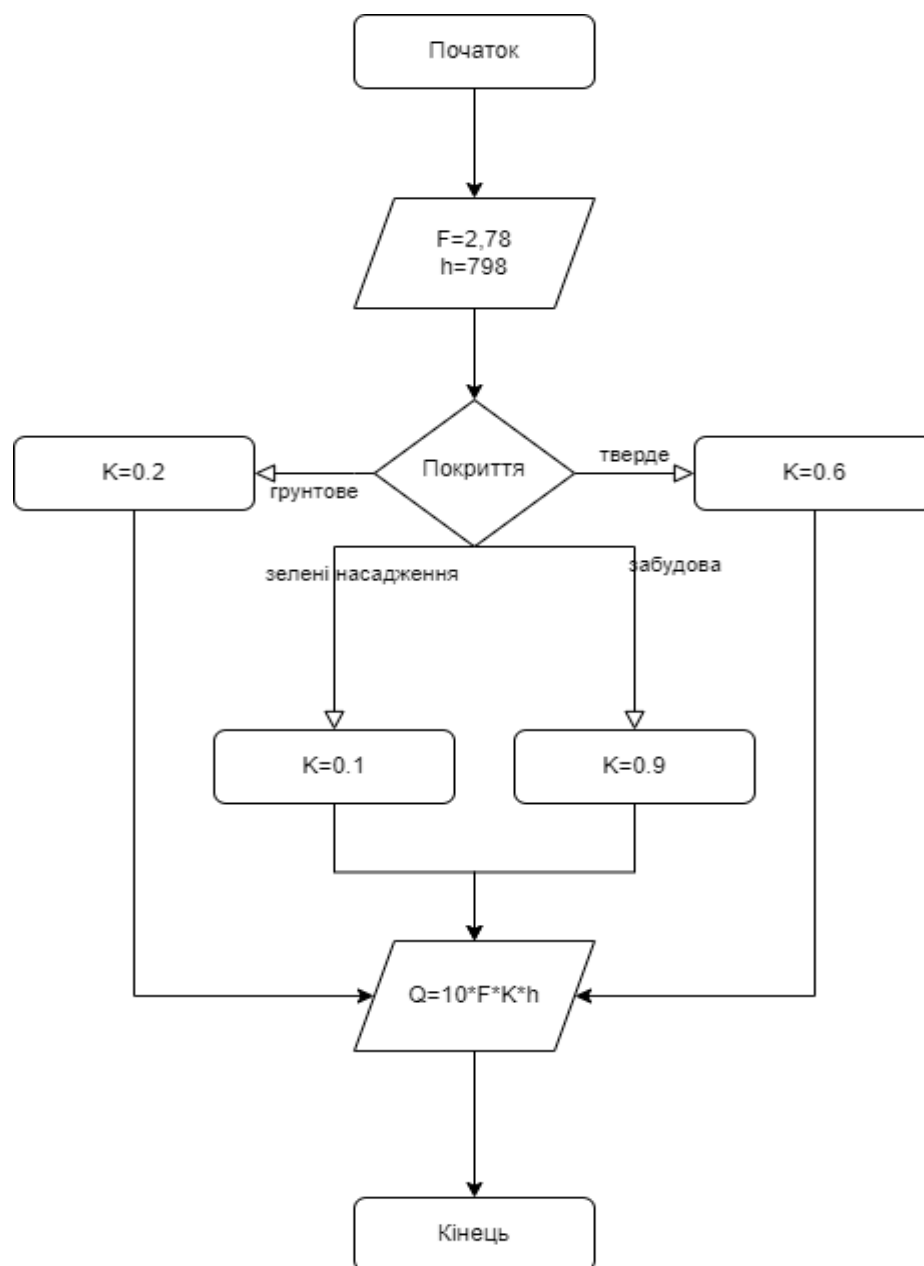 Початок
F=2,78
h=798
Покриття
тверде
грунтове
K=0.2
K=0.6
зелені насадження
забудова
K=0.1
K=0.9
Q=10*F*K*h
Кінець